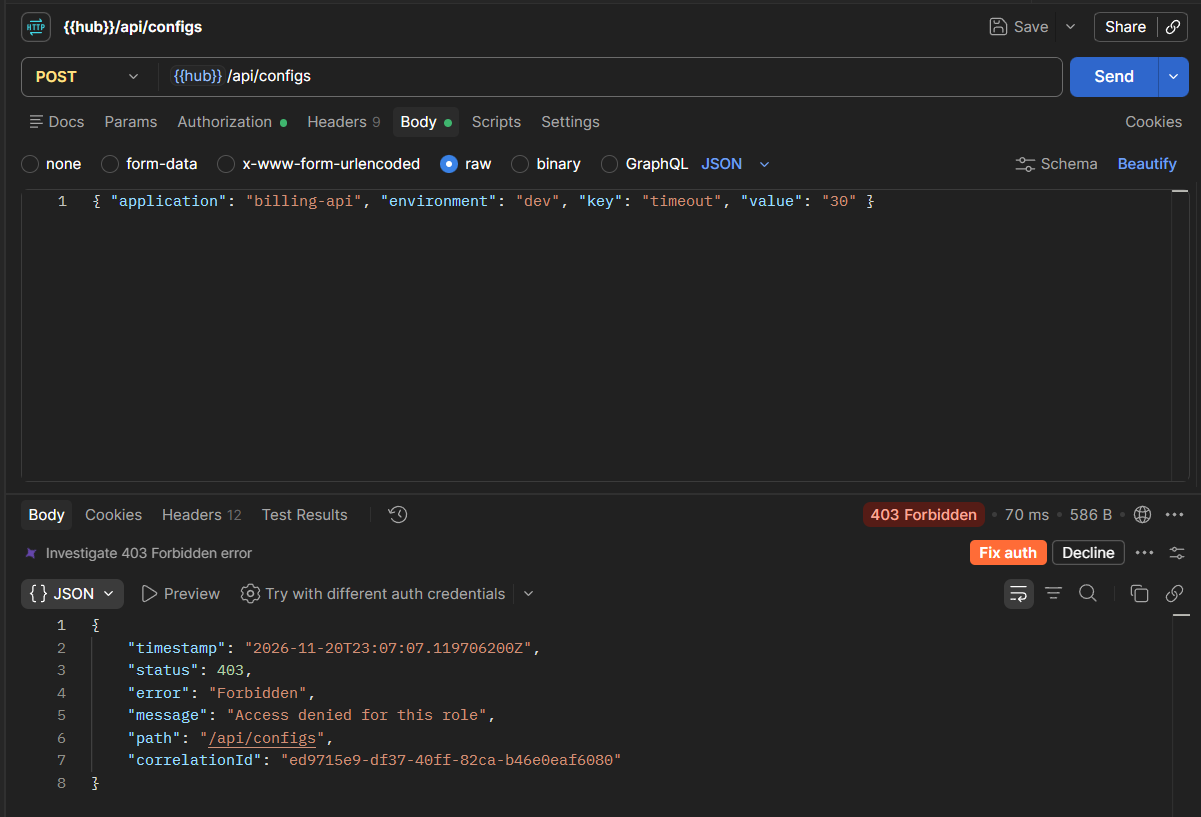 HTTP {{hub}}/api/configs Save Share
POST {{hub}} /api/configs Send
Docs Params Authorization Headers 9 Body Scripts Settings Cookies
none form-data x-www-form-urlencoded raw binary GraphQL JSON Schema Beautify
1 { "application": "billing-api", "environment": "dev", "key": "timeout", "value": "30" }
Body Cookies Headers 12 Test Results 403 Forbidden • 70 ms • 586 B •
Investigate 403 Forbidden error Fix auth Decline
{} JSON Preview Try with different auth credentials
1 {
2 "timestamp": "2026-11-20T23:07:07.119706200Z",
3 "status": 403,
4 "error": "Forbidden",
5 "message": "Access denied for this role",
6 "path": "/api/configs",
7 "correlationId": "ed9715e9-df37-40ff-82ca-b46e0eaf6080"
8 }